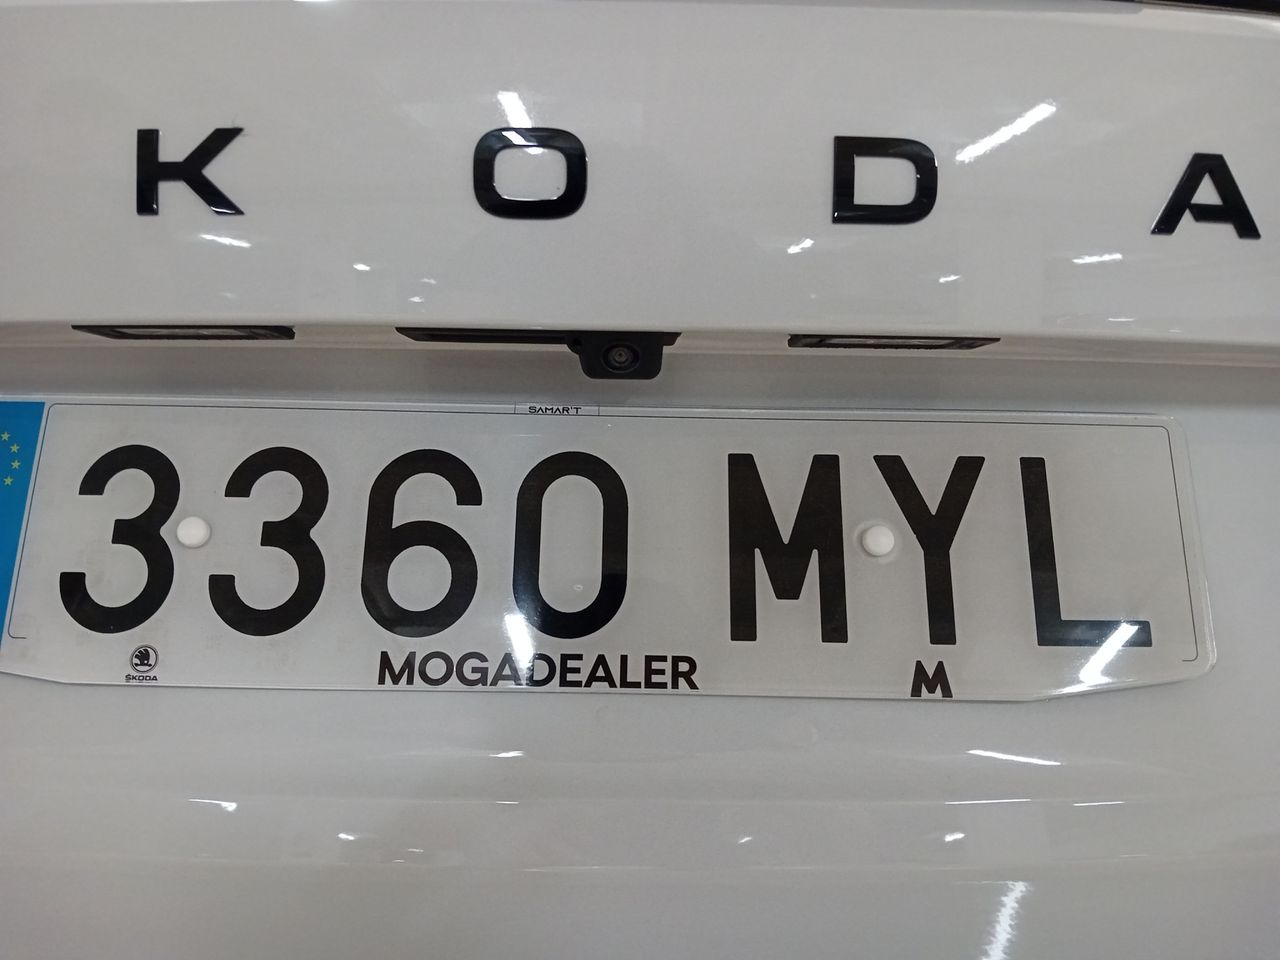 KODA
SAMAR'T
3360 MYL
ŠKODA
MOGADEALER
M